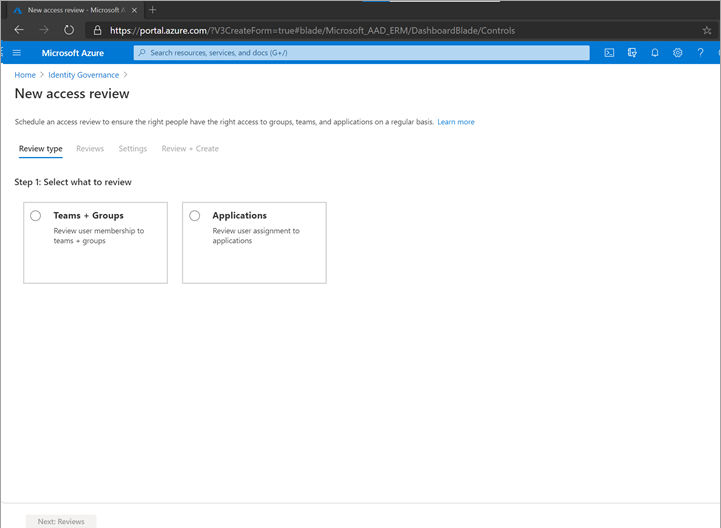 New access review - Microsoft A
https://portal.azure.com/?V3CreateForm=true#blade/Microsoft_AAD_ERM/DashboardBlade/Controls
Microsoft Azure
Search resources, services, and docs (G+/)
Home > Identity Governance >
New access review
Schedule an access review to ensure the right people have the right access to groups, teams, and applications on a regular basis. Learn more
Review type Reviews Settings Review + Create
Step 1: Select what to review
Teams + Groups
Review user membership to
teams + groups
Applications
Review user assignment to
applications
Next: Reviews